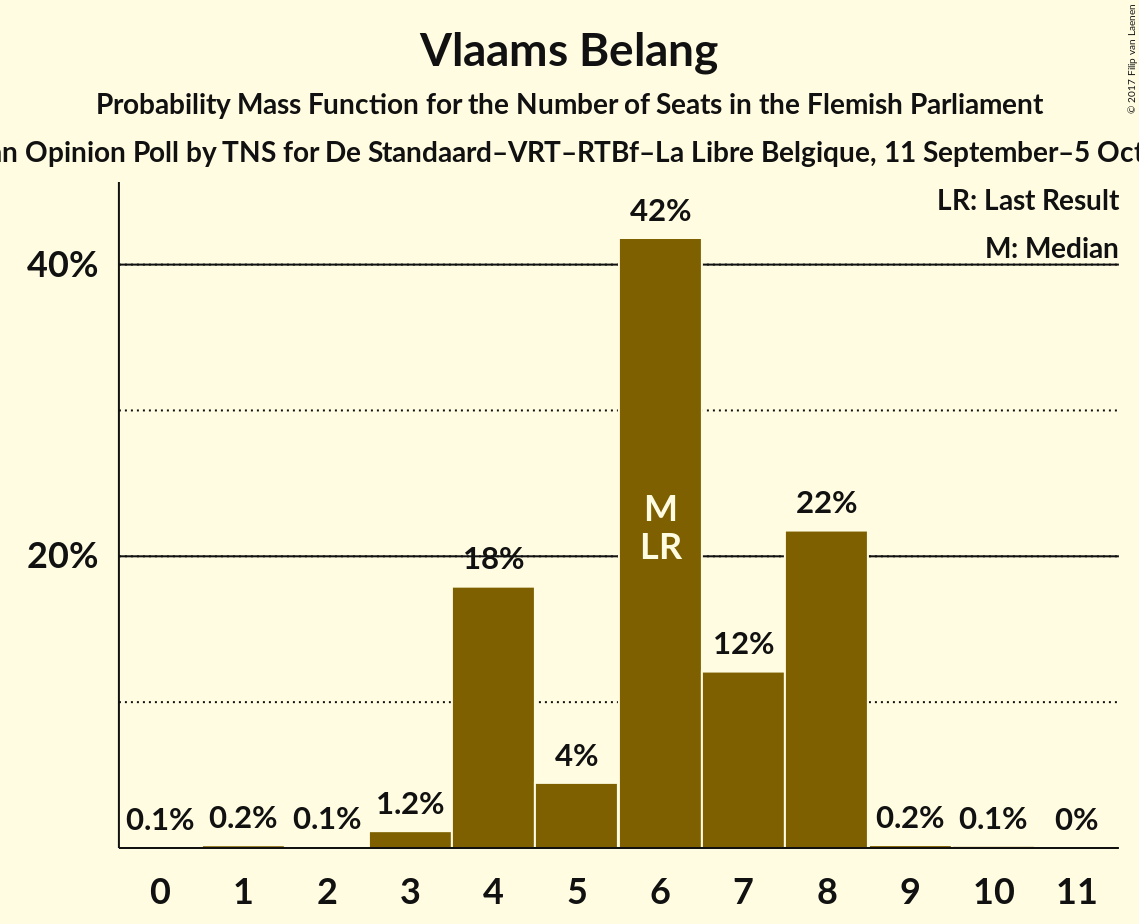 Vlaams Belang
Probability Mass Function for the Number of Seats in the Flemish Parliament
n Opinion Poll by TNS for De Standaard–VRT–RTBf–La Libre Belgique, 11 September–5 Oct
© 2017 Filip van Laenen
LR: Last Result
M: Median
40%
20%
0.1%
0.2%
0.1%
1.2%
18%
4%
42%
12%
22%
0.2%
0.1%
0%
M
LR
0 1 2 3 4 5 6 7 8 9 10 11